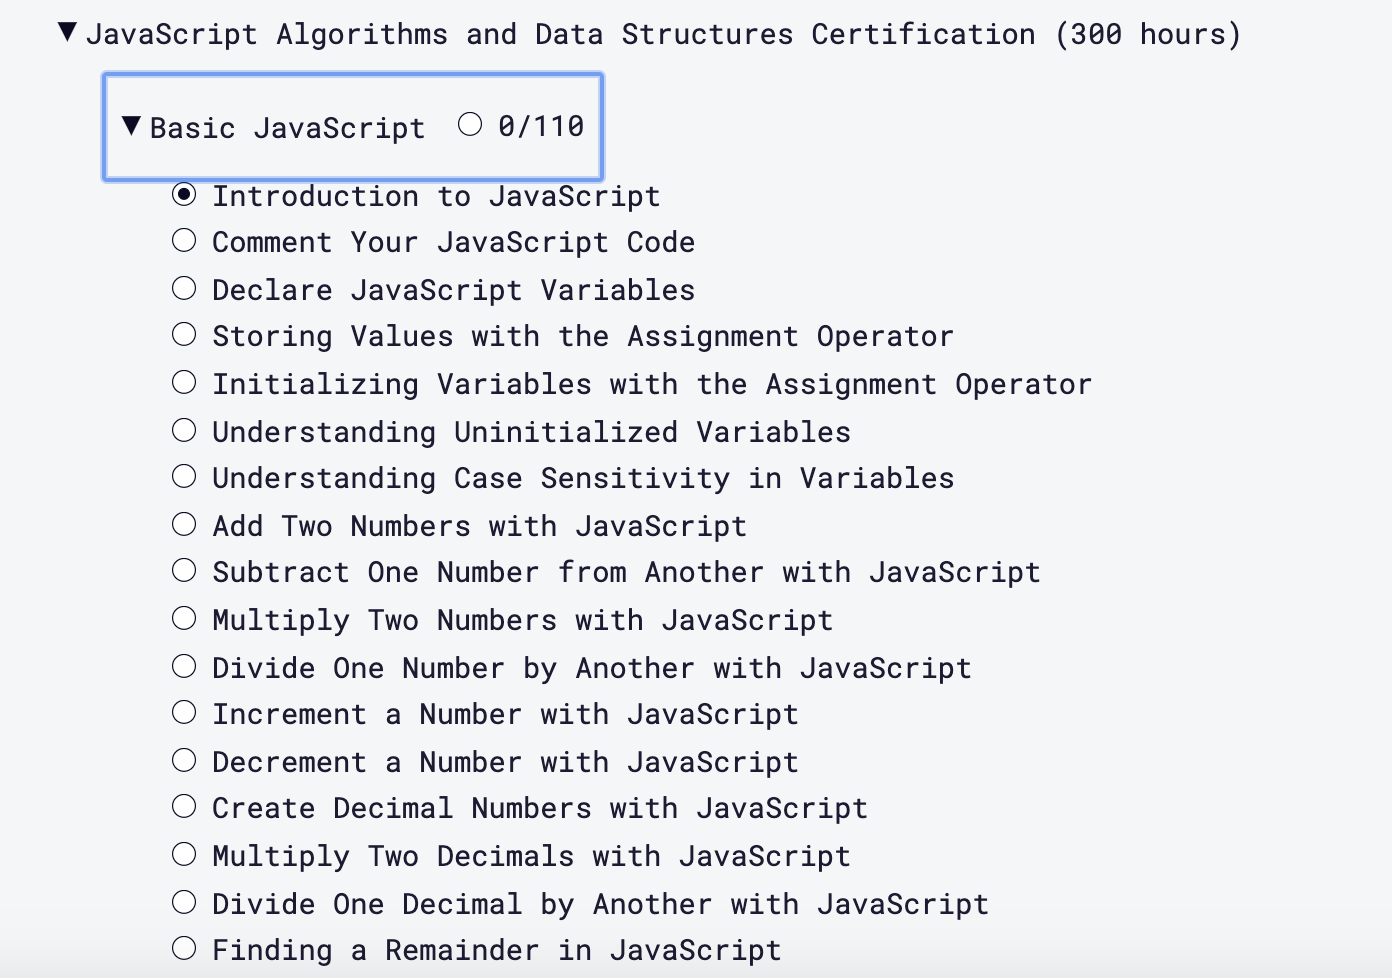 JavaScript Algorithms and Data Structures Certification (300 hours)
Basic JavaScript 0/110
Introduction to JavaScript
Comment Your JavaScript Code
Declare JavaScript Variables
Storing Values with the Assignment Operator
Initializing Variables with the Assignment Operator
Understanding Uninitialized Variables
Understanding Case Sensitivity in Variables
Add Two Numbers with JavaScript
Subtract One Number from Another with JavaScript
Multiply Two Numbers with JavaScript
Divide One Number by Another with JavaScript
Increment a Number with JavaScript
Decrement a Number with JavaScript
Create Decimal Numbers with JavaScript
Multiply Two Decimals with JavaScript
Divide One Decimal by Another with JavaScript
Finding a Remainder in JavaScript